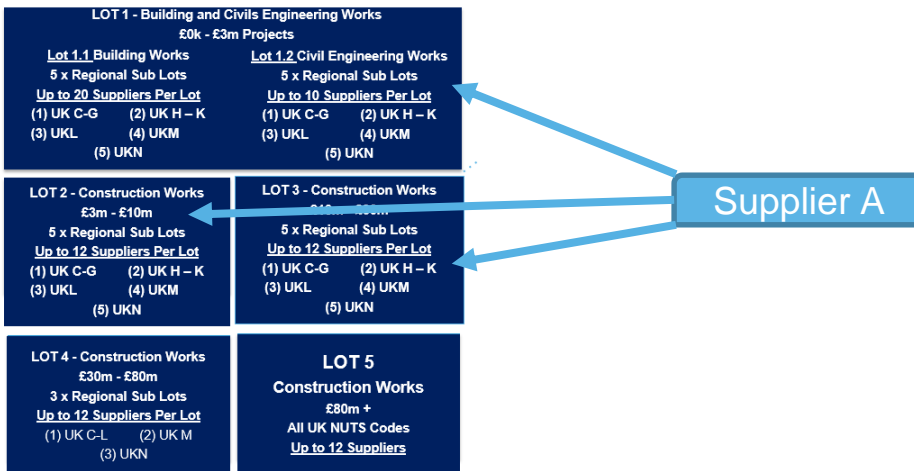 LOT 1 - Building and Civils Engineering Works
£0k - £3m Projects
Lot 1.1 Building Works
5 x Regional Sub Lots
Up to 20 Suppliers Per Lot
(1) UK C-G (2) UK H – K
(3) UKL (4) UKM
(5) UKN
Lot 1.2 Civil Engineering Works
5 x Regional Sub Lots
Up to 10 Suppliers Per Lot
(1) UK C-G (2) UK H – K
(3) UKL (4) UKM
(5) UKN
LOT 2 - Construction Works
£3m - £10m
5 x Regional Sub Lots
Up to 12 Suppliers Per Lot
(1) UK C-G (2) UK H – K
(3) UKL (4) UKM
(5) UKN
LOT 3 - Construction Works
5 x Regional Sub Lots
Up to 12 Suppliers Per Lot
(1) UK C-G (2) UK H – K
(3) UKL (4) UKM
(5) UKN
LOT 4 - Construction Works
£30m - £80m
3 x Regional Sub Lots
Up to 12 Suppliers Per Lot
(1) UK C-L (2) UK M
(3) UKN
LOT 5
Construction Works
£80m +
All UK NUTS Codes
Up to 12 Suppliers
Supplier A